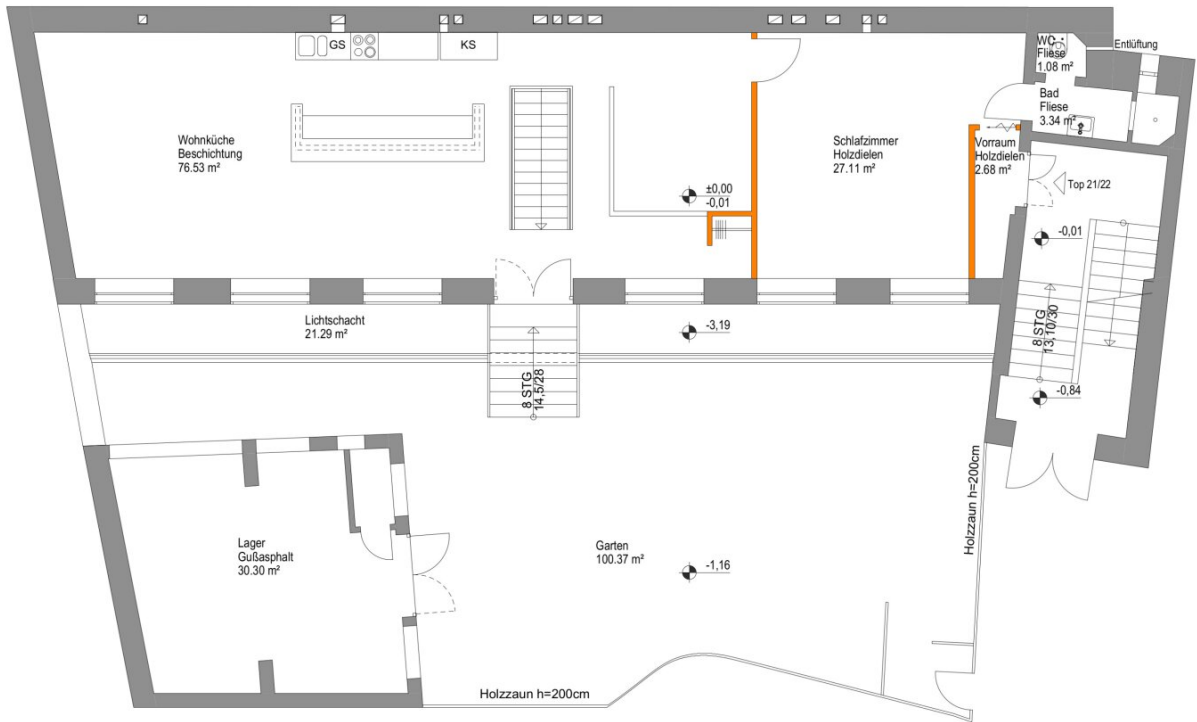 GS
KS
WC
Fliese
1.08 m²
Entlüftung
Bad
Fliese
3.34 m²
Wohnküche
Beschichtung
76.53 m²
Schlafzimmer
Holzdielen
27.11 m²
Vorraum
Holzdielen
2.68 m²
Top 21/22
±0,00
-0,01
-0,01
Lichtschacht
21.29 m²
-3,19
8 STG
13,10/30
8 STG
14,5/28
-0,84
Holzzaun h=200cm
Lager
Gußasphalt
30.30 m²
Garten
100.37 m²
-1,16
Holzzaun h=200cm